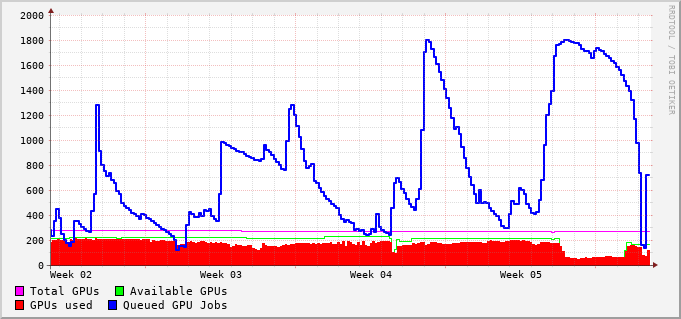 RRDTOOL / TOBI OETIKER
2000
1800
1600
1400
1200
1000
800
600
400
200
0
Week 02 Week 03 Week 04 Week 05
Total GPUs Available GPUs
GPUs used Queued GPU Jobs